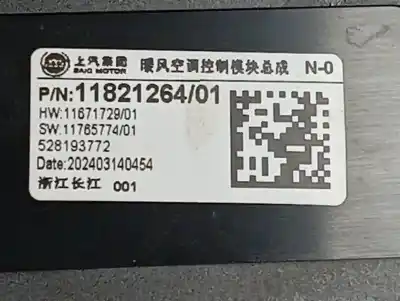 上汽集团 暖风空调控制模块总成 N-0
SAIC MOTOR
P/N:11821264/01
HW:11671729/01
SW:11765774/01
528193772
Date:202403140454
浙江长江 001